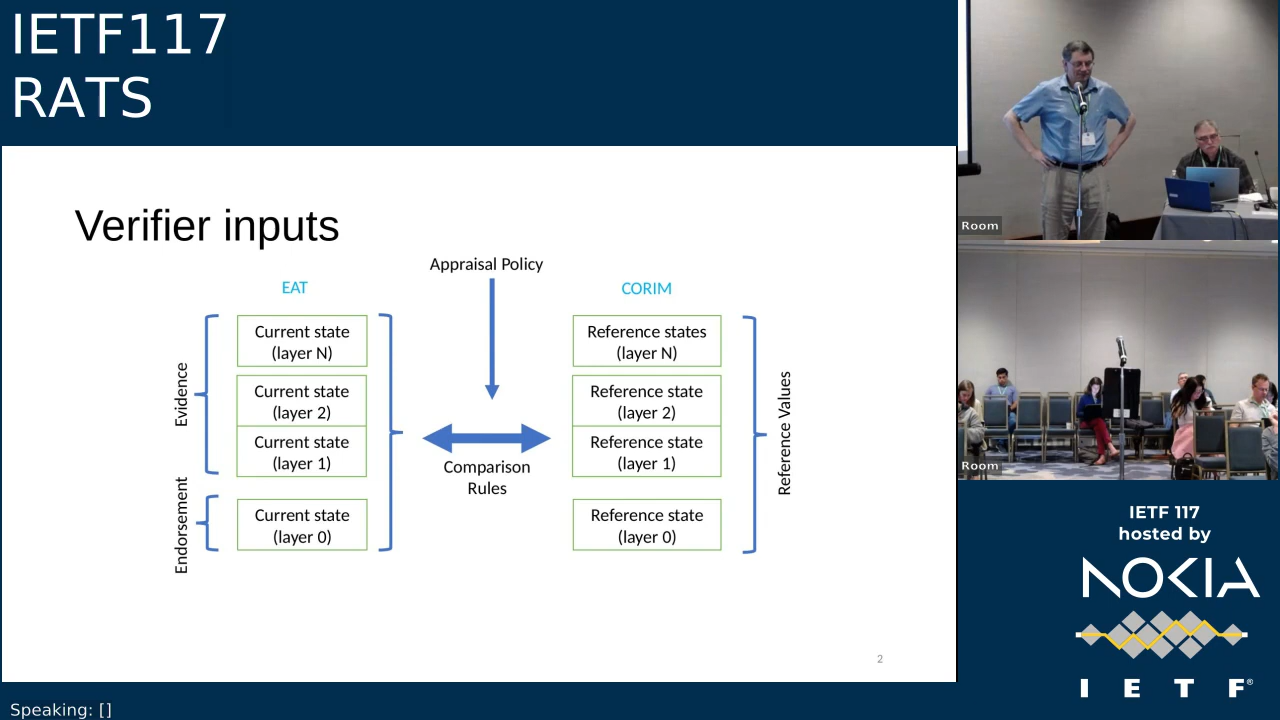 IETF117
RATS
Verifier inputs
Appraisal Policy
EAT
CORIM
Current state
(layer N)
Reference states
(layer N)
Evidence
Current state
(layer 2)
Reference state
(layer 2)
Reference Values
Current state
(layer 1)
Reference state
(layer 1)
Comparison
Rules
Endorsement
Current state
(layer 0)
Reference state
(layer 0)
2
Room
Room
IETF 117
hosted by
NOKIA
I E T F®
Speaking: []